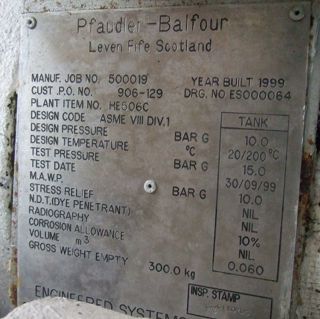 Pfaudler-Balfour
Leven Fife Scotland
MANUF. JOB NO. 500019 YEAR BUILT 1999
CUST .P.O. NO. 906-129 DRG. NO. ES000064
PLANT ITEM NO. HE506C
DESIGN CODE ASME VIII DIV.1 TANK
DESIGN PRESSURE BAR G 10.0
DESIGN TEMPERATURE °C 20/200°C
TEST PRESSURE BAR G 15.0
TEST DATE 30/09/99
M.A.W.P. BAR G 10.0
STRESS RELIEF NIL
N.D.T.(DYE PENETRANT) NIL
RADIOGRAPHY 10%
CORROSION ALLOWANCE NIL
VOLUME m³ 0.060
GROSS WEIGHT EMPTY 300.0 kg
ENGINEERED SYSTEMS INSP. STAMP